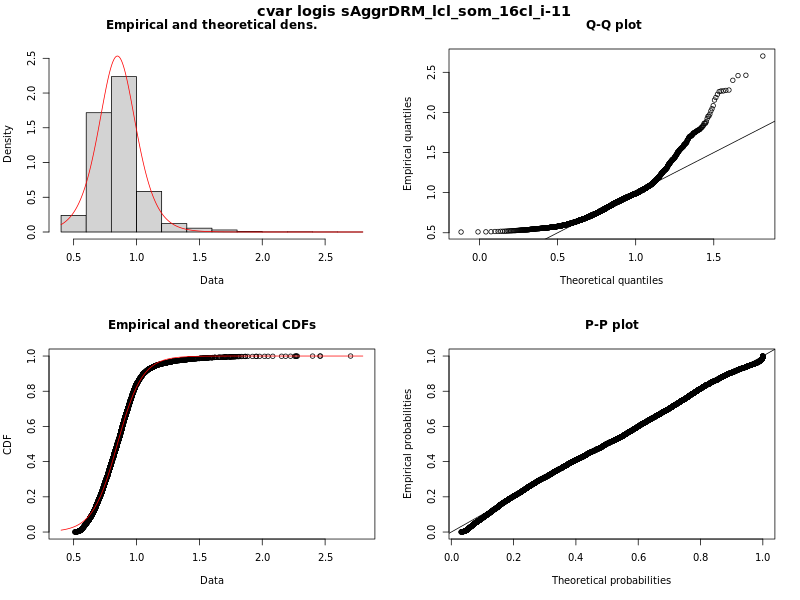 cvar logis sAggrDRM_lcl_som_16cl_i-11
Empirical and theoretical dens.
Density
0.0 0.5 1.0 1.5 2.0 2.5
0.5 1.0 1.5 2.0 2.5
Data
Q-Q plot
Empirical quantiles
0.5 1.0 1.5 2.0 2.5
0.0 0.5 1.0 1.5
Theoretical quantiles
Empirical and theoretical CDFs
CDF
0.0 0.2 0.4 0.6 0.8 1.0
0.5 1.0 1.5 2.0 2.5
Data
P-P plot
Empirical probabilities
0.0 0.2 0.4 0.6 0.8 1.0
0.0 0.2 0.4 0.6 0.8 1.0
Theoretical probabilities